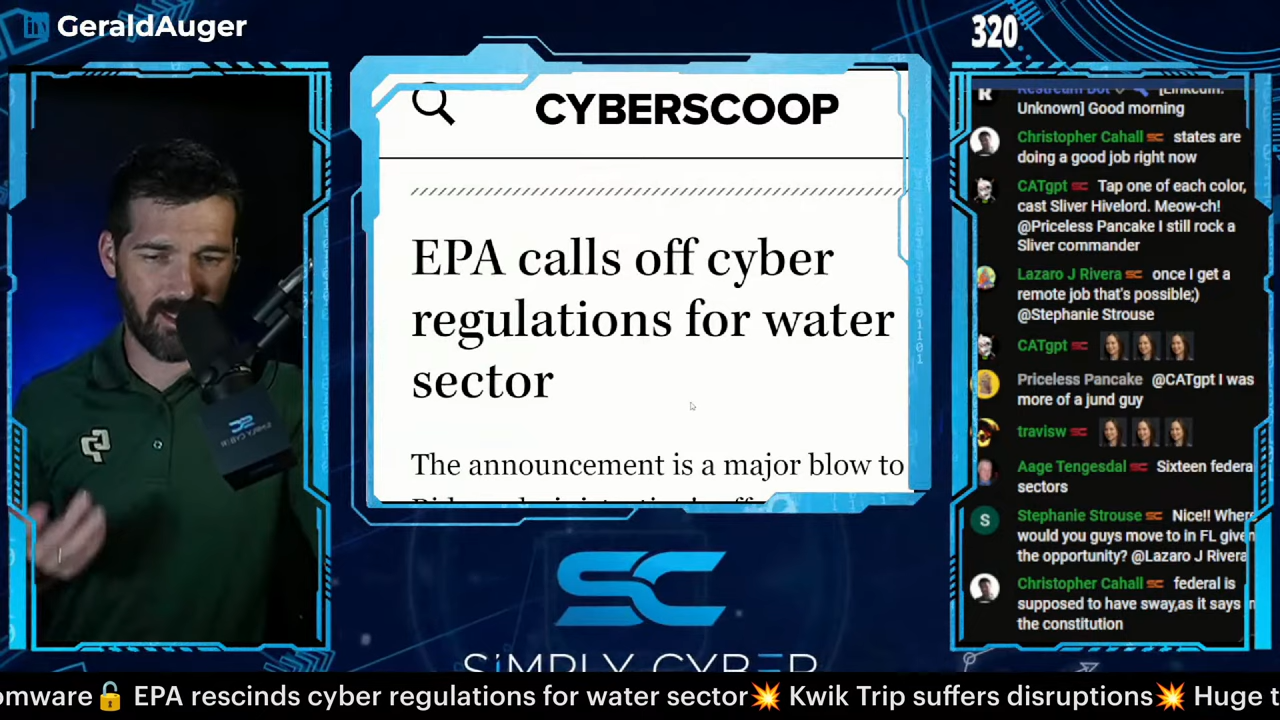 in GeraldAuger
320
CYBERSCOOP
EPA calls off cyber
regulations for water
sector
The announcement is a major blow to
Restream Bot [LinkedIn:
Unknown] Good morning
Christopher Cahall states are
doing a good job right now
CATgpt Tap one of each color,
cast Sliver Hivelord. Meow-ch!
@Priceless Pancake I still rock a
Sliver commander
Lazaro J Rivera once I get a
remote job that's possible;)
@Stephanie Strouse
CATgpt
Priceless Pancake @CATgpt I was
more of a jund guy
travisw
Aage Tengesdal Sixteen federa
sectors
S
Stephanie Strouse Nice!! Where
would you guys move to in FL given
the opportunity? @Lazaro J Rivera
Christopher Cahall federal is
supposed to have sway,as it says in
the constitution
SC
SIMPLY CYBER
omware🔓 EPA rescinds cyber regulations for water sector💥 Kwik Trip suffers disruptions💥 Huge t